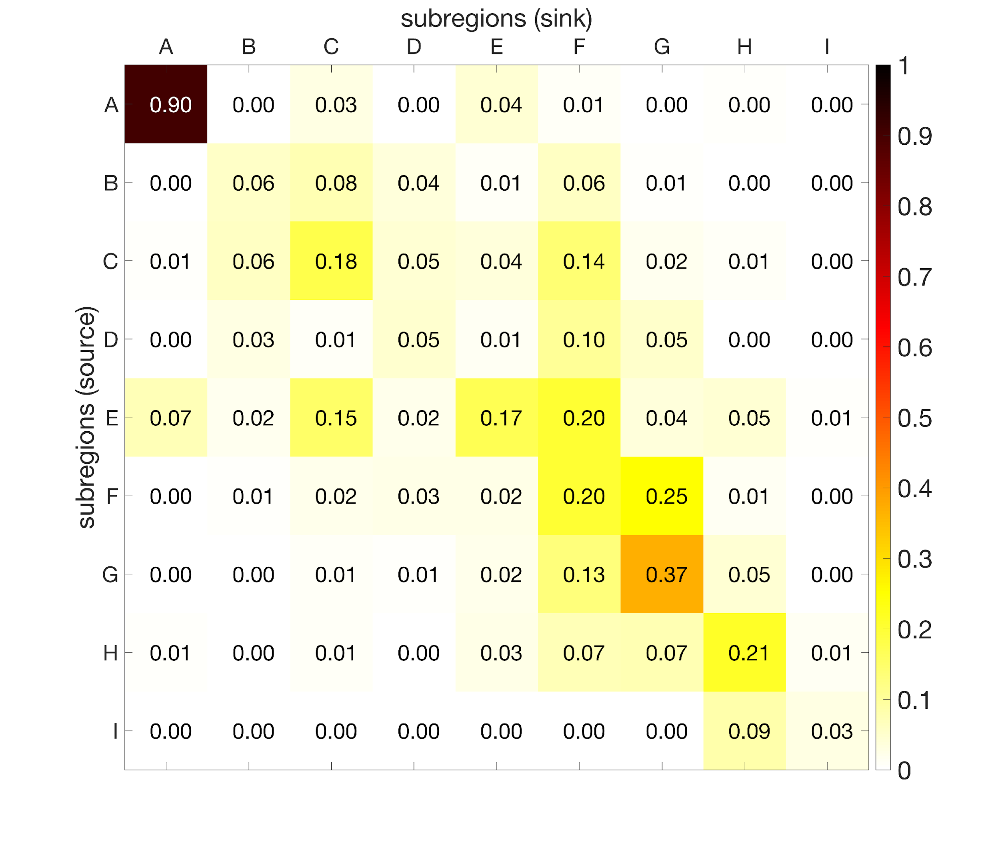 subregions (sink)
A B C D E F G H I
A 0.90 0.00 0.03 0.00 0.04 0.01 0.00 0.00 0.00
B 0.00 0.06 0.08 0.04 0.01 0.06 0.01 0.00 0.00
C 0.01 0.06 0.18 0.05 0.04 0.14 0.02 0.01 0.00
D 0.00 0.03 0.01 0.05 0.01 0.10 0.05 0.00 0.00
E 0.07 0.02 0.15 0.02 0.17 0.20 0.04 0.05 0.01
F 0.00 0.01 0.02 0.03 0.02 0.20 0.25 0.01 0.00
G 0.00 0.00 0.01 0.01 0.02 0.13 0.37 0.05 0.00
H 0.01 0.00 0.01 0.00 0.03 0.07 0.07 0.21 0.01
I 0.00 0.00 0.00 0.00 0.00 0.00 0.00 0.09 0.03
subregions (source)
1
0.9
0.8
0.7
0.6
0.5
0.4
0.3
0.2
0.1
0